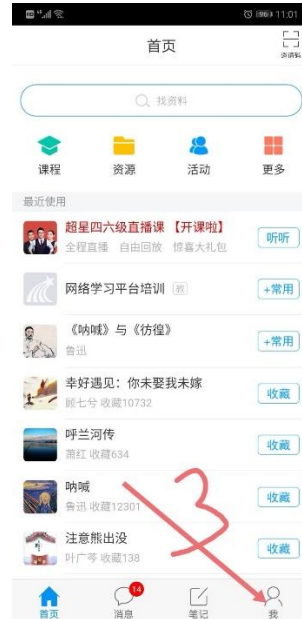 96 11:01
首页
邀请码
找资料
课程 资源 活动 更多
最近使用
超星四六级直播课 【开课啦】
全程直播 自由回放 惊喜大礼包
听听
网络学习平台培训 教
+常用
《呐喊》与《彷徨》
鲁迅
+常用
幸好遇见：你未娶我未嫁
顾七兮 收藏10732
收藏
呼兰河传
萧红 收藏634
收藏
呐喊
鲁迅 收藏12301
收藏
注意熊出没
叶广芩 收藏138
收藏
3
14
首页 消息 笔记 我